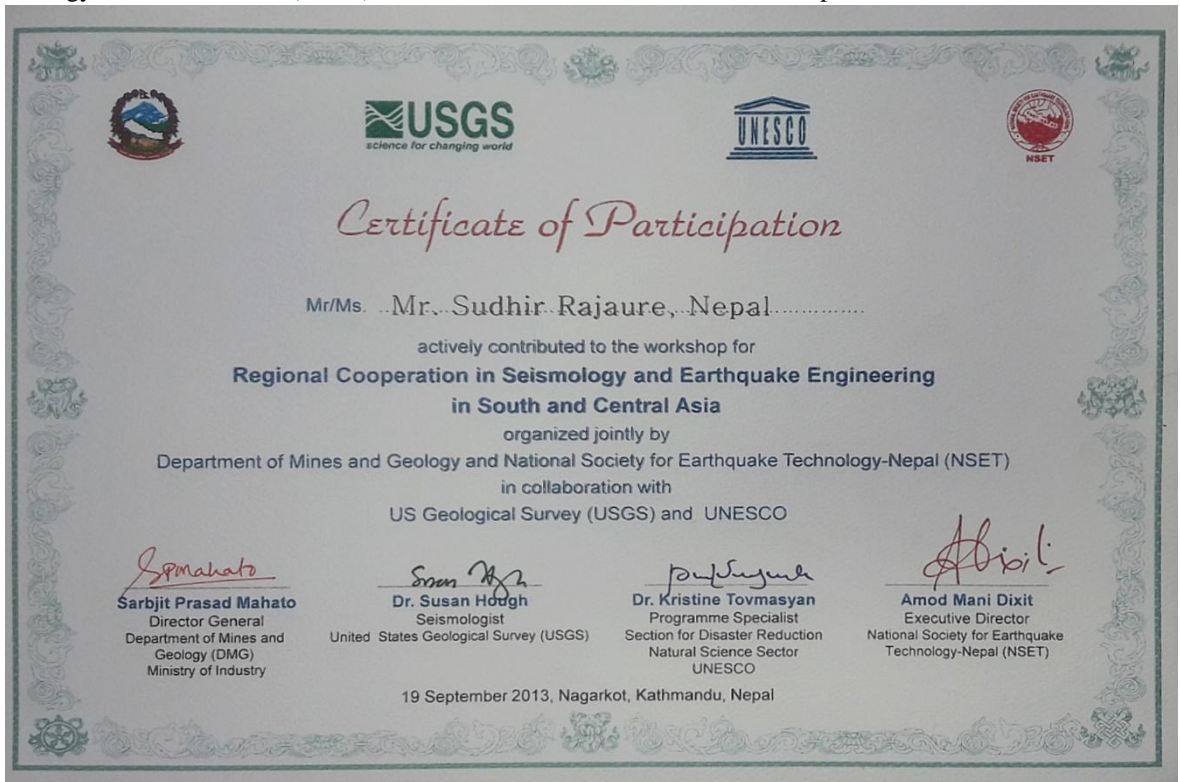 USGS
science for changing world
UNESCO
NSET
Certificate of Participation
Mr/Ms. Mr. Sudhir Rajaure, Nepal
actively contributed to the workshop for
Regional Cooperation in Seismology and Earthquake Engineering
in South and Central Asia
organized jointly by
Department of Mines and Geology and National Society for Earthquake Technology-Nepal (NSET)
in collaboration with
US Geological Survey (USGS) and UNESCO
Sarbjit Prasad Mahato
Director General
Department of Mines and
Geology (DMG)
Ministry of Industry
Dr. Susan Hough
Seismologist
United States Geological Survey (USGS)
Dr. Kristine Tovmasyan
Programme Specialist
Section for Disaster Reduction
Natural Science Sector
UNESCO
Amod Mani Dixit
Executive Director
National Society for Earthquake
Technology-Nepal (NSET)
19 September 2013, Nagarkot, Kathmandu, Nepal